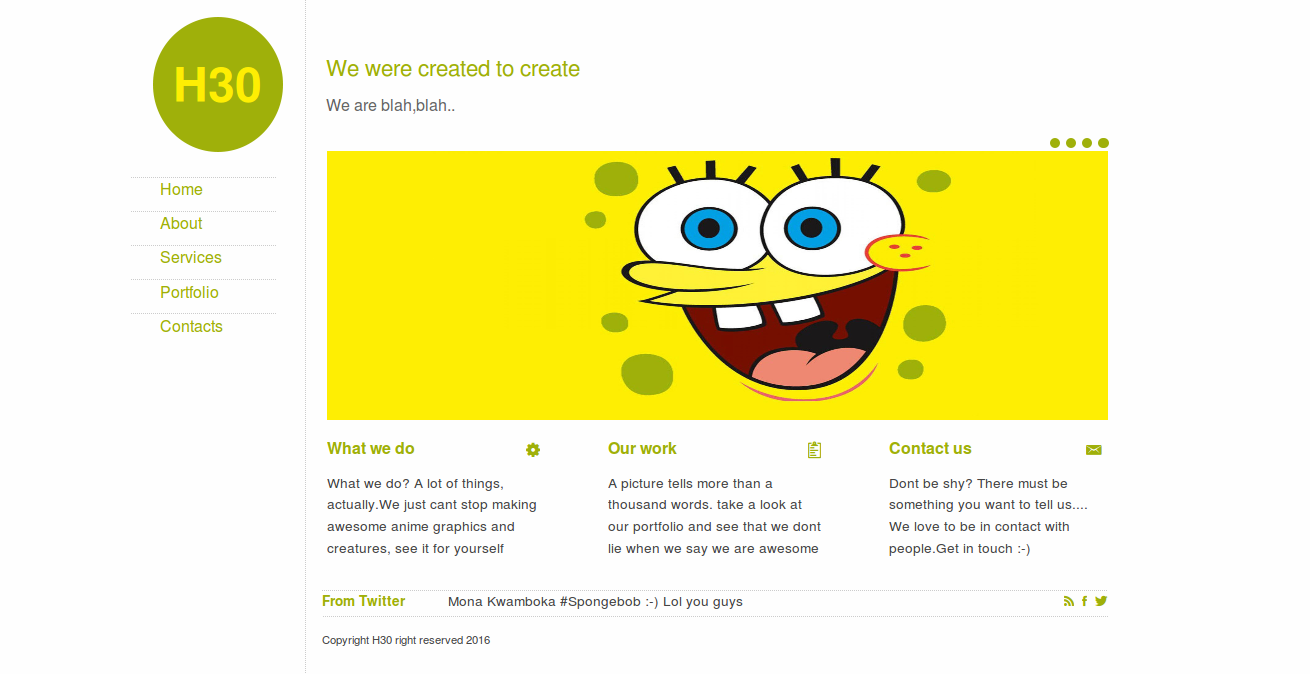 H30
Home
About
Services
Portfolio
Contacts
We were created to create
We are blah,blah..
What we do
What we do? A lot of things,
actually.We just cant stop making
awesome anime graphics and
creatures, see it for yourself
Our work
A picture tells more than a
thousand words. take a look at
our portfolio and see that we dont
lie when we say we are awesome
Contact us
Dont be shy? There must be
something you want to tell us....
We love to be in contact with
people.Get in touch :-)
From Twitter
Mona Kwamboka #Spongebob :-) Lol you guys
Copyright H30 right reserved 2016